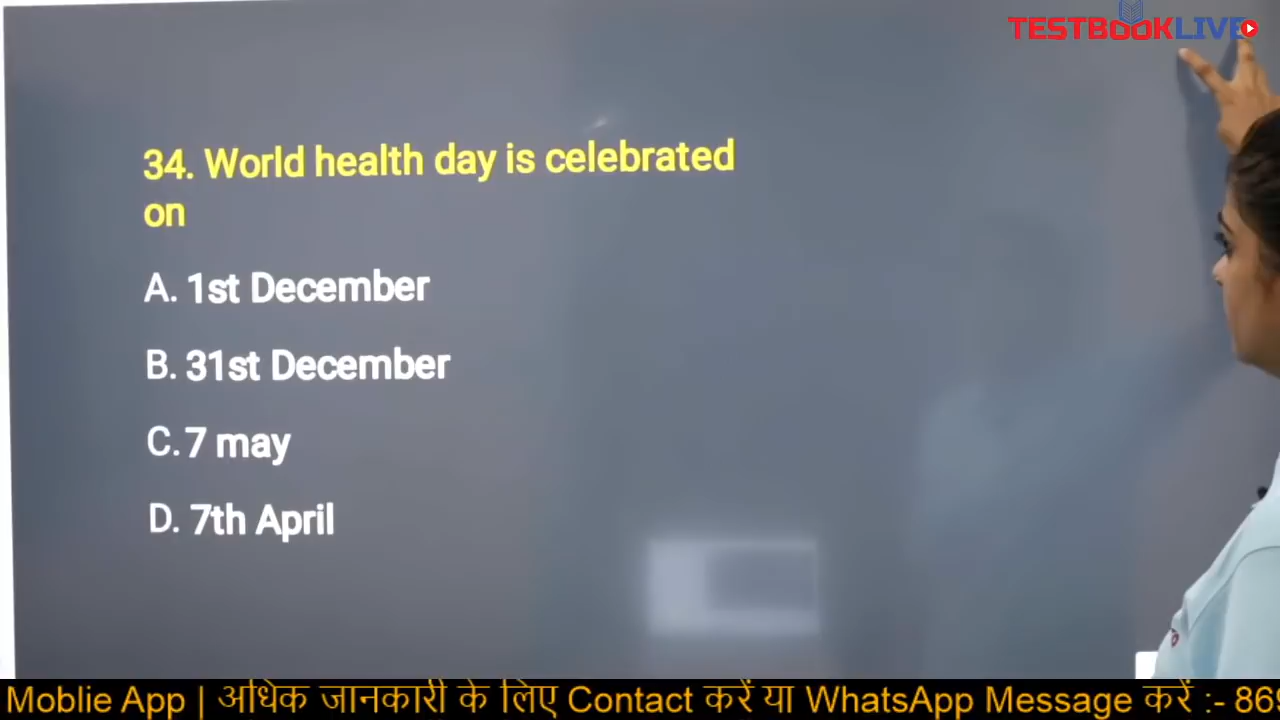 TESTBOOKLIVE
34. World health day is celebrated
on
A. 1st December
B. 31st December
C. 7 may
D. 7th April
Moblie App | अधिक जानकारी के लिए Contact करें या WhatsApp Message करें :- 869